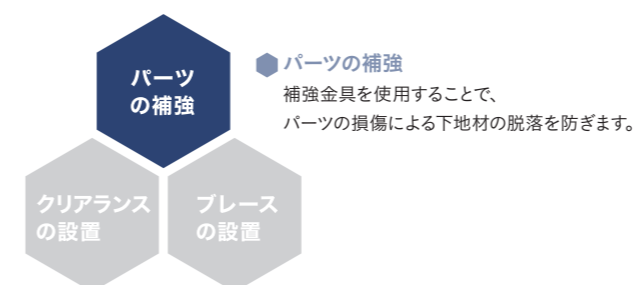 パーツ
の補強
パーツの補強
補強金具を使用することで、
パーツの損傷による下地材の脱落を防ぎます。
クリアランス
の設置
ブレース
の設置